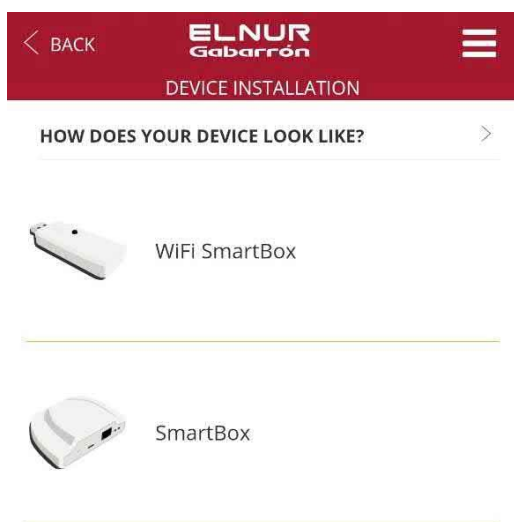 BACK
ELNUR
Gabarrón
DEVICE INSTALLATION
HOW DOES YOUR DEVICE LOOK LIKE?
WiFi SmartBox
SmartBox